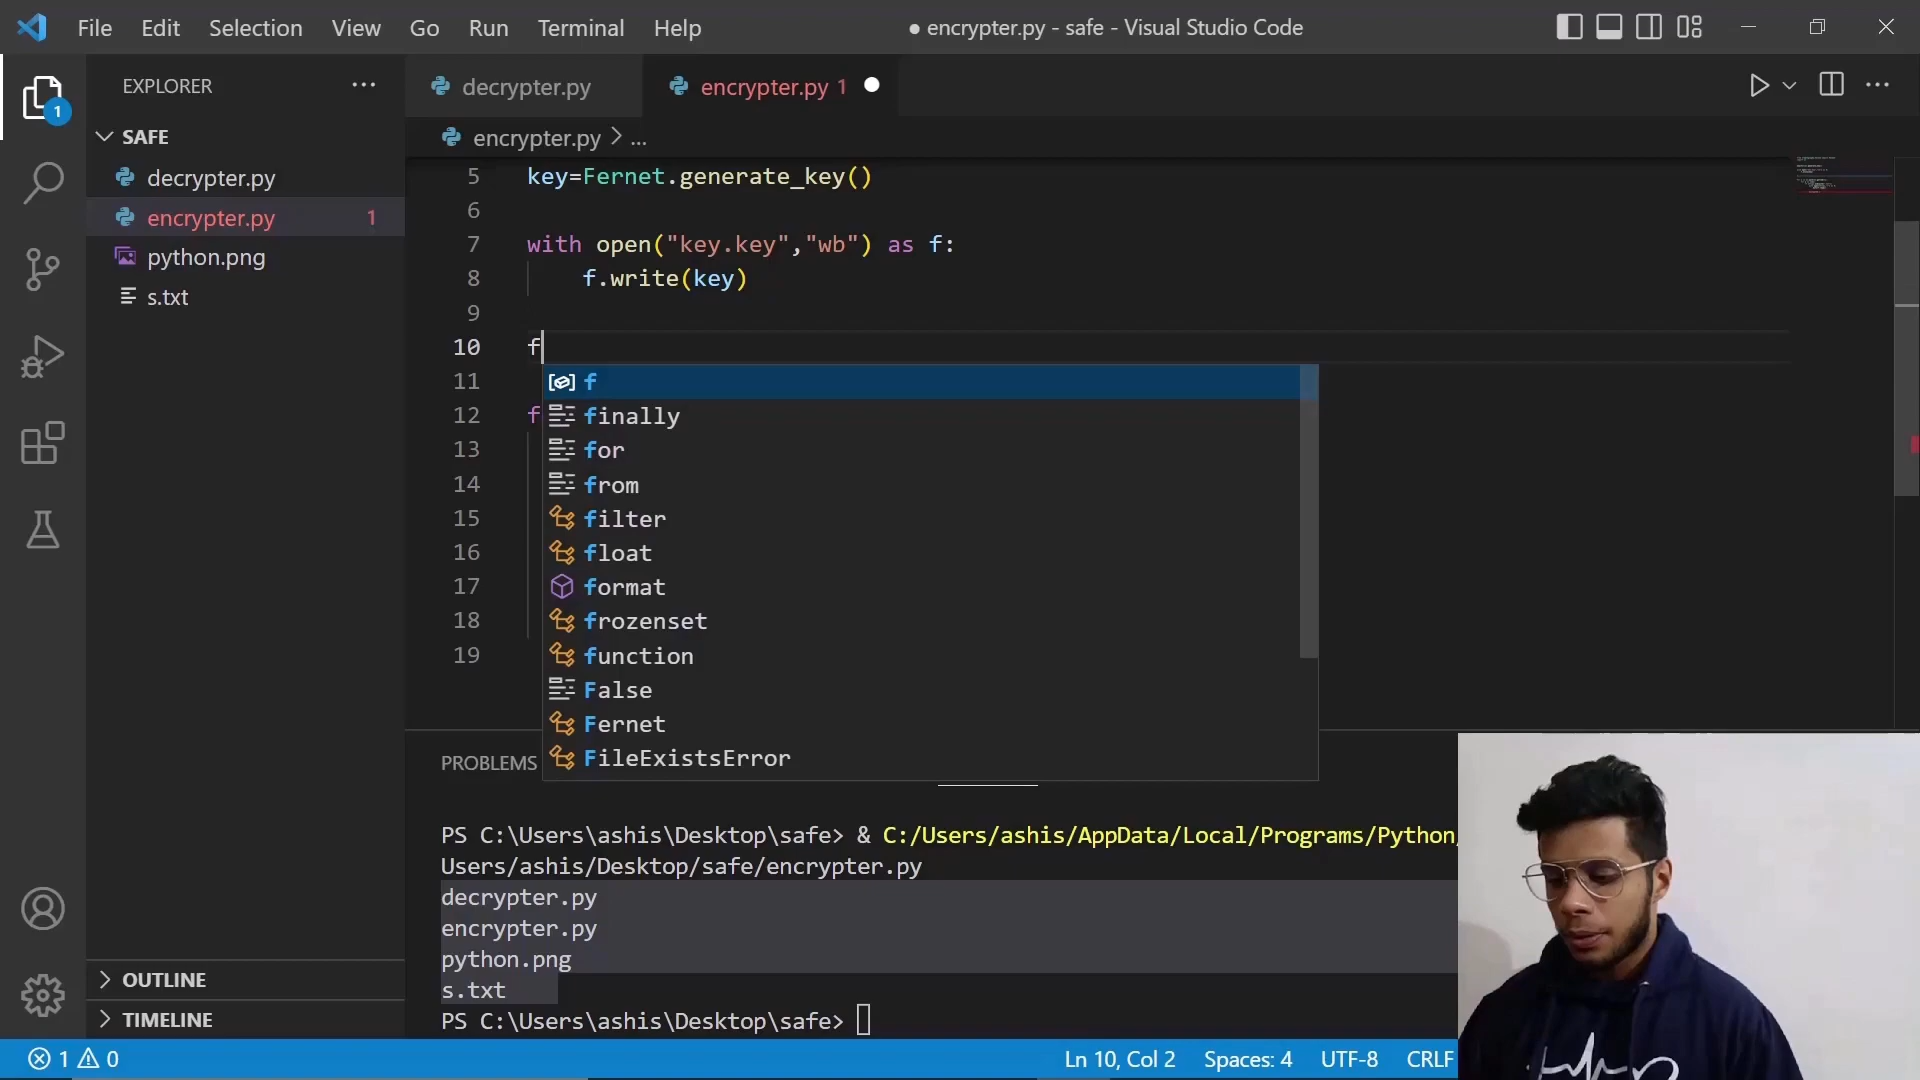 File Edit Selection View Go Run Terminal Help
● encrypter.py - safe - Visual Studio Code
1
EXPLORER
SAFE
decrypter.py
encrypter.py 1
python.png
s.txt
OUTLINE
TIMELINE
decrypter.py
encrypter.py 1
encrypter.py > ...
5 key=Fernet.generate_key()
6
7 with open("key.key","wb") as f:
8 f.write(key)
9
10 f
11
12 f
13
14
15
16
17
18
19
f
finally
for
from
filter
float
format
frozenset
function
False
Fernet
FileExistsError
PROBLEMS
PS C:\Users\ashis\Desktop\safe> & C:/Users/ashis/AppData/Local/Programs/Python/
Users/ashis/Desktop/safe/encrypter.py
decrypter.py
encrypter.py
python.png
s.txt
PS C:\Users\ashis\Desktop\safe>
1 0
Ln 10, Col 2 Spaces: 4 UTF-8 CRLF